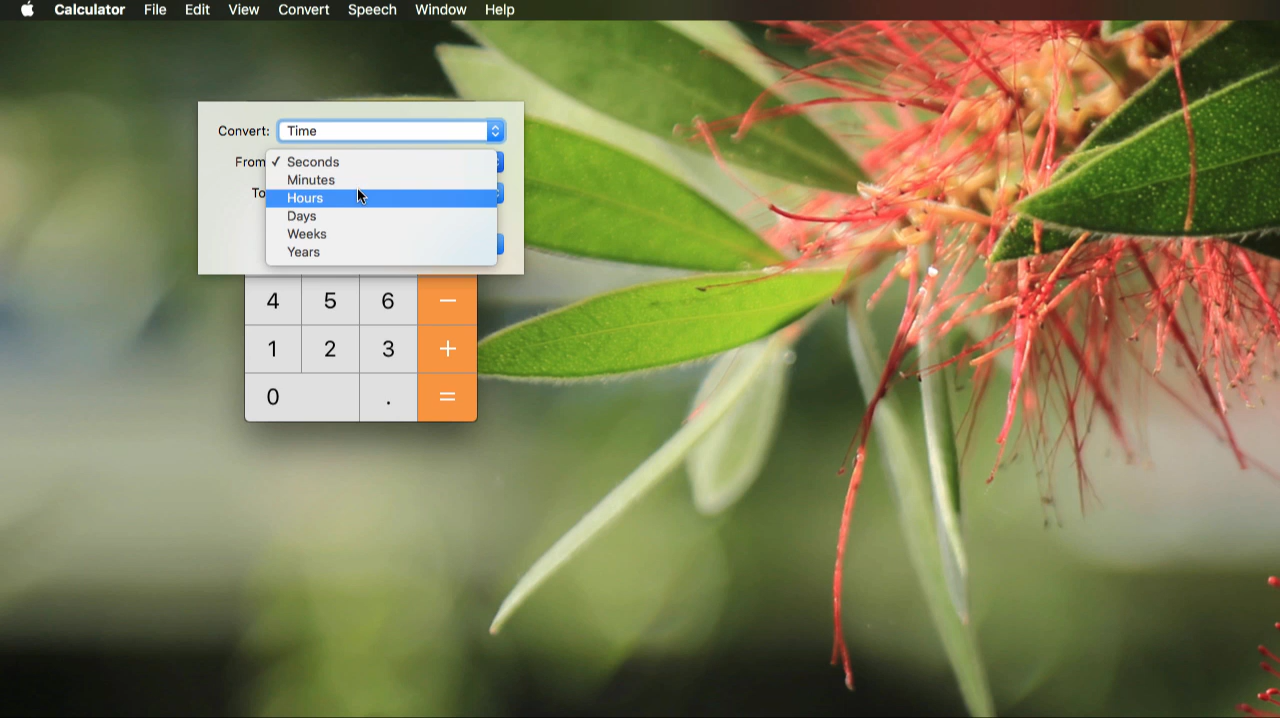 Calculator File Edit View Convert Speech Window Help
Convert: Time
From ✓ Seconds
Minutes
To
Hours
Days
Weeks
Years
4 5 6 −
1 2 3 +
0 . =